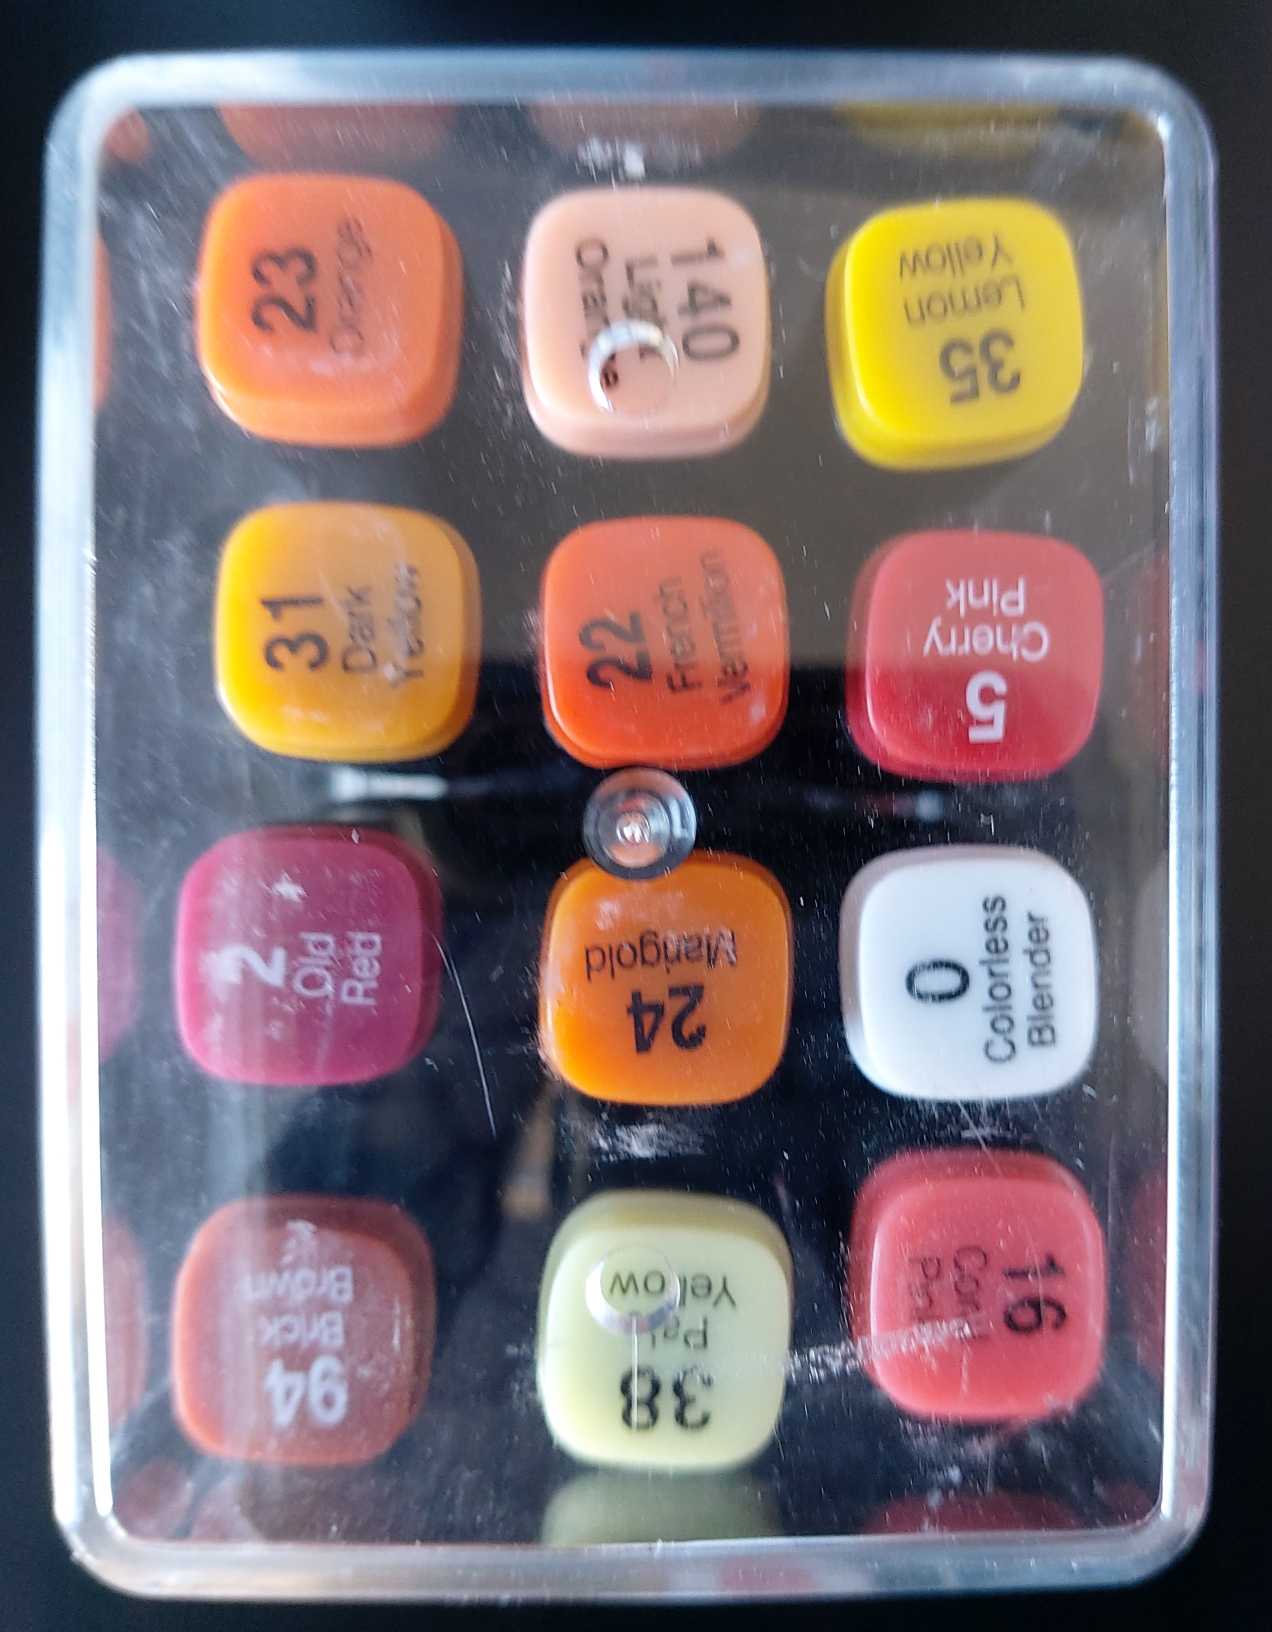 23
Orange
140
Light
Orange
35
Lemon
Yellow
31
Dark
Yellow
22
French
Vermilion
5
Cherry
Pink
2
Old
Red
24
Marigold
0
Colorless
Blender
94
Brick
Brown
38
Pale
Yellow
16
Coral
Pink